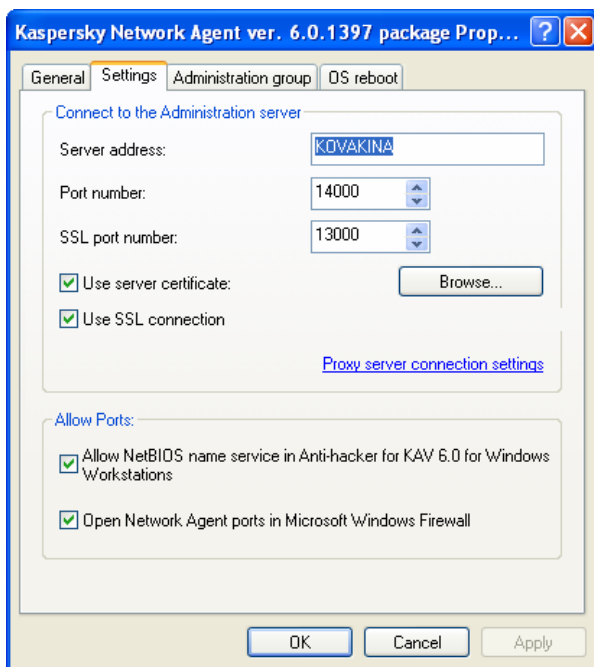 Kaspersky Network Agent ver. 6.0.1397 package Prop...
General Settings Administration group OS reboot
Connect to the Administration server
Server address: KOVAKINA
Port number: 14000
SSL port number: 13000
Use server certificate: Browse...
Use SSL connection
Proxy server connection settings
Allow Ports:
Allow NetBIOS name service in Anti-hacker for KAV 6.0 for Windows
Workstations
Open Network Agent ports in Microsoft Windows Firewall
OK Cancel Apply